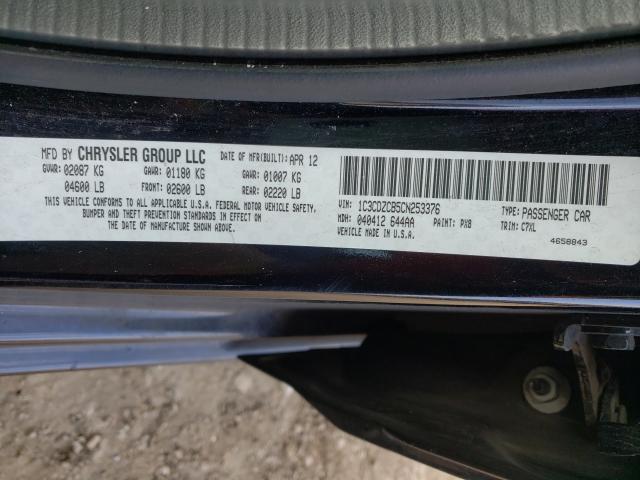 MFD BY CHRYSLER GROUP LLC DATE OF MFR(BUILT): APR 12
GVWR: 02087 KG GAWR: 01180 KG GAWR: 01007 KG
04600 LB FRONT: 02600 LB REAR: 02220 LB
THIS VEHICLE CONFORMS TO ALL APPLICABLE U.S.A. FEDERAL MOTOR VEHICLE SAFETY,
BUMPER AND THEFT PREVENTION STANDARDS IN EFFECT ON
THE DATE OF MANUFACTURE SHOWN ABOVE.
VIN: 1C3CDZCB5CN253376 TYPE: PASSENGER CAR
MDH: 040412 644AA PAINT: PX8 TRIM: C7XL
VEHICLE MADE IN U.S.A.
4658843